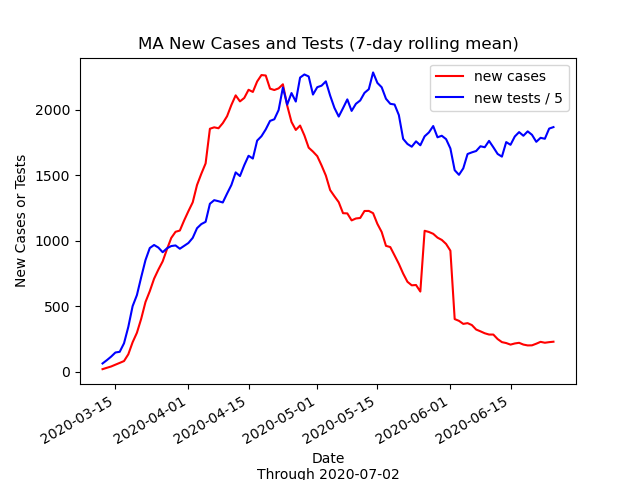 MA New Cases and Tests (7-day rolling mean)
new cases
new tests / 5
New Cases or Tests
2000
1500
1000
500
0
2020-03-15
2020-04-01
2020-04-15
2020-05-01
2020-05-15
2020-06-01
2020-06-15
Date
Through 2020-07-02